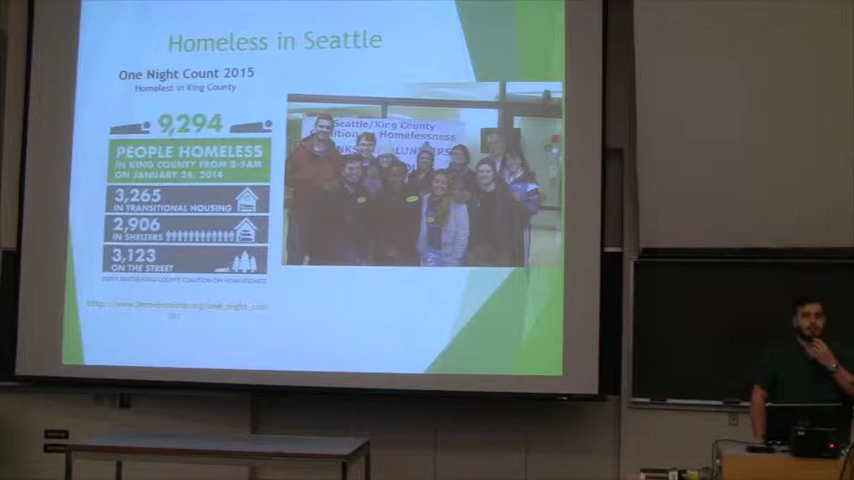 Homeless in Seattle
One Night Count 2015
Homeless in King County
9,294
PEOPLE HOMELESS
IN KING COUNTY FROM 2-5AM
ON JANUARY 24, 2014
3,265
IN TRANSITIONAL HOUSING
2,906
IN SHELTERS
3,123
ON THE STREET
Seattle/King County
Homelessness